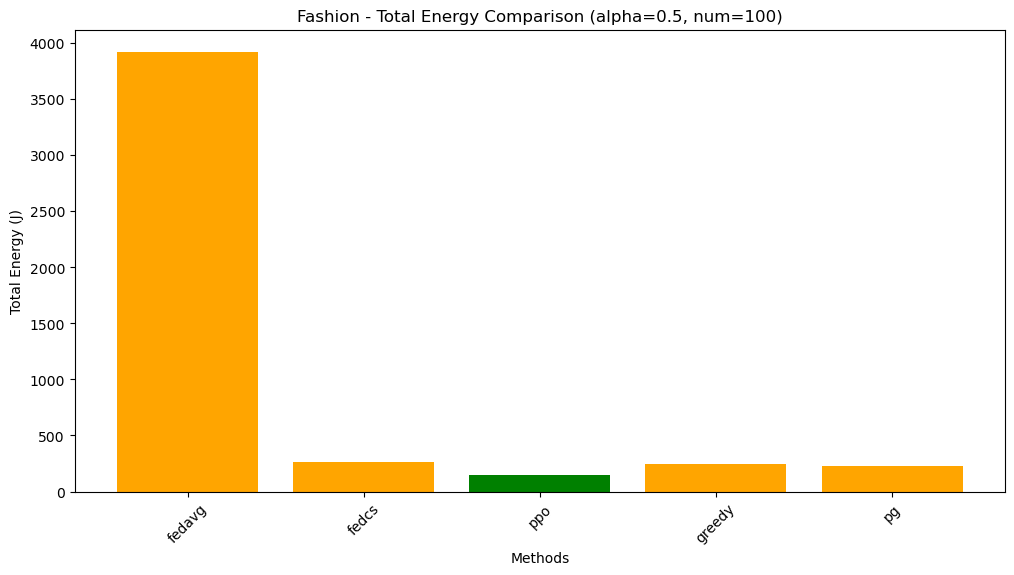 Fashion - Total Energy Comparison (alpha=0.5, num=100)
Total Energy (J)
4000
3500
3000
2500
2000
1500
1000
500
0
fedavg
fedcs
ppo
greedy
pg
Methods